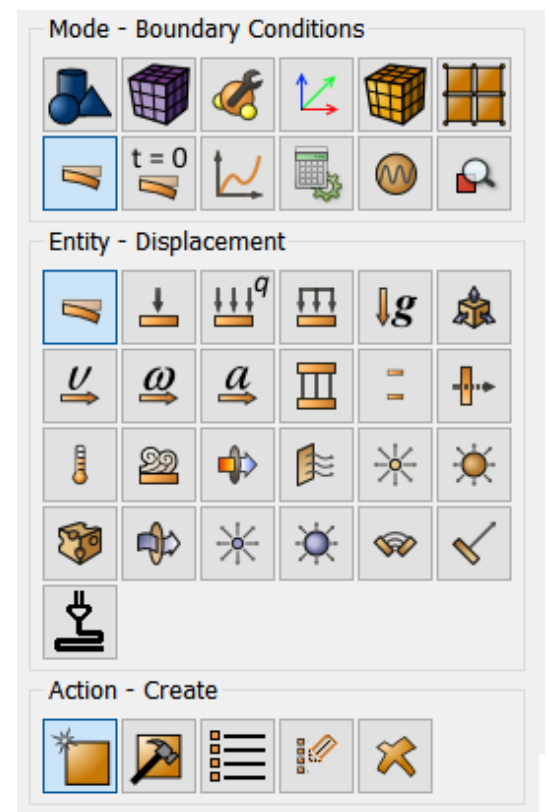 Mode - Boundary Conditions
t = 0
Entity - Displacement
q
g
υ ω a
Action - Create